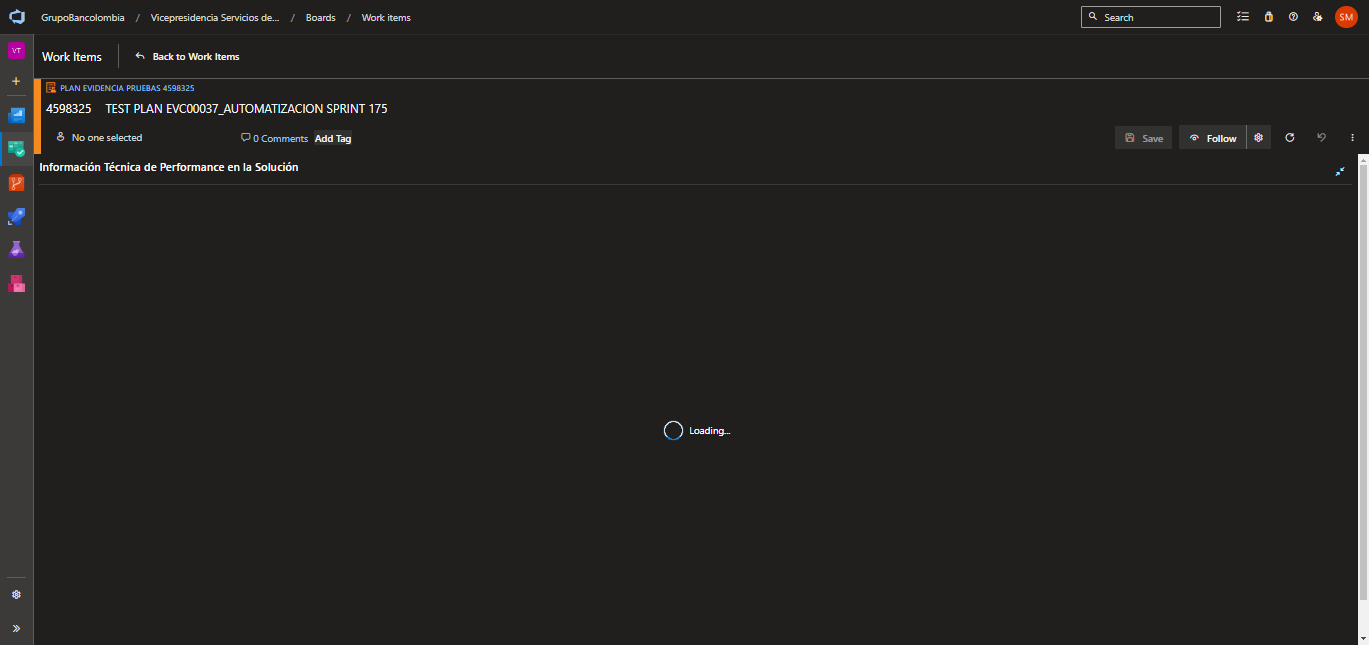 GrupoBancolombia / Vicepresidencia Servicios de... / Boards / Work items
Search
SM
VT
Work Items
Back to Work Items
PLAN EVIDENCIA PRUEBAS 4598325
4598325 TEST PLAN EVC00037_AUTOMATIZACION SPRINT 175
No one selected
0 Comments
Add Tag
Save
Follow
Información Técnica de Performance en la Solución
Loading...